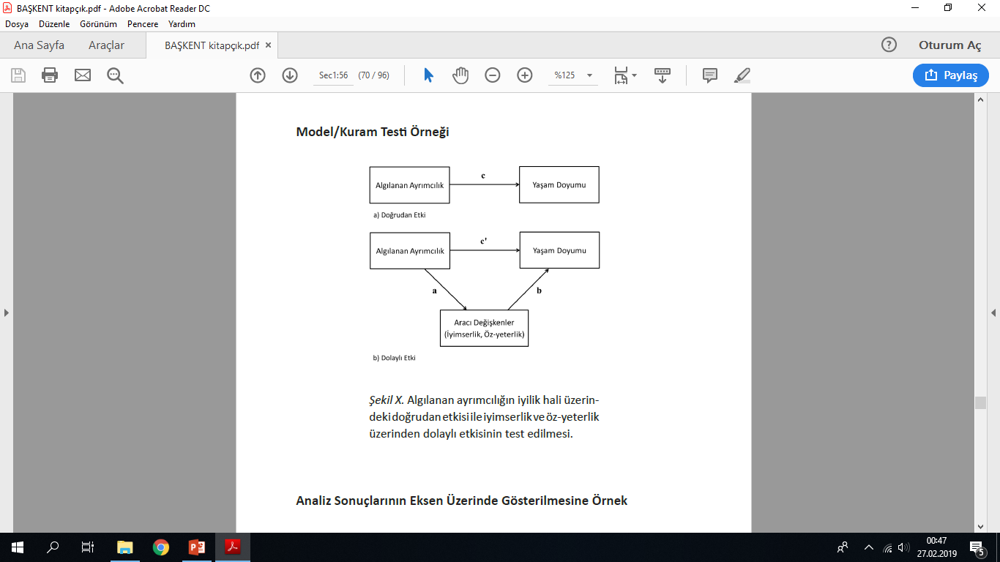 BAŞKENT kitapçık.pdf - Adobe Acrobat Reader DC
Dosya Düzenle Görünüm Pencere Yardım
Ana Sayfa Araçlar BAŞKENT kitapçık.pdf × Oturum Aç
Sec1:56 (70 / 96) %125 Paylaş
Model/Kuram Testi Örneği
c
Algılanan Ayrımcılık Yaşam Doyumu
a) Doğrudan Etki
c'
Algılanan Ayrımcılık Yaşam Doyumu
a b
Aracı Değişkenler
(İyimserlik, Öz-yeterlik)
b) Dolaylı Etki
Şekil X. Algılanan ayrımcılığın iyilik hali üzerin-
deki doğrudan etkisi ile iyimserlik ve öz-yeterlik
üzerinden dolaylı etkisinin test edilmesi.
Analiz Sonuçlarının Eksen Üzerinde Gösterilmesine Örnek
00:47
27.02.2019
5